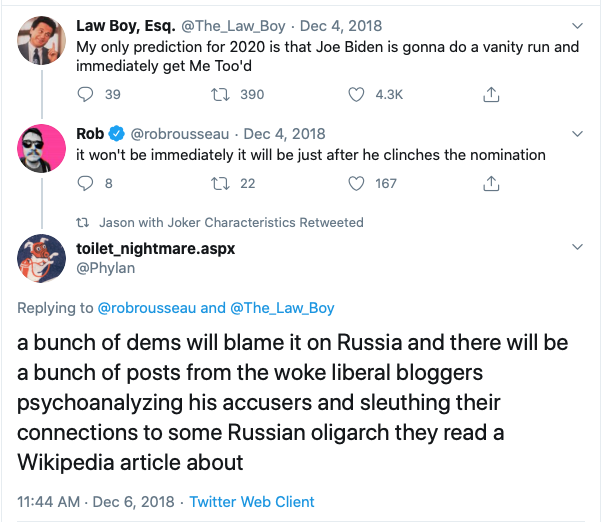 Law Boy, Esq. @The_Law_Boy · Dec 4, 2018
My only prediction for 2020 is that Joe Biden is gonna do a vanity run and
immediately get Me Too'd
39 390 4.3K
Rob @robrousseau · Dec 4, 2018
it won't be immediately it will be just after he clinches the nomination
8 22 167
Jason with Joker Characteristics Retweeted
toilet_nightmare.aspx
@Phylan
Replying to @robrousseau and @The_Law_Boy
a bunch of dems will blame it on Russia and there will be
a bunch of posts from the woke liberal bloggers
psychoanalyzing his accusers and sleuthing their
connections to some Russian oligarch they read a
Wikipedia article about
11:44 AM · Dec 6, 2018 · Twitter Web Client